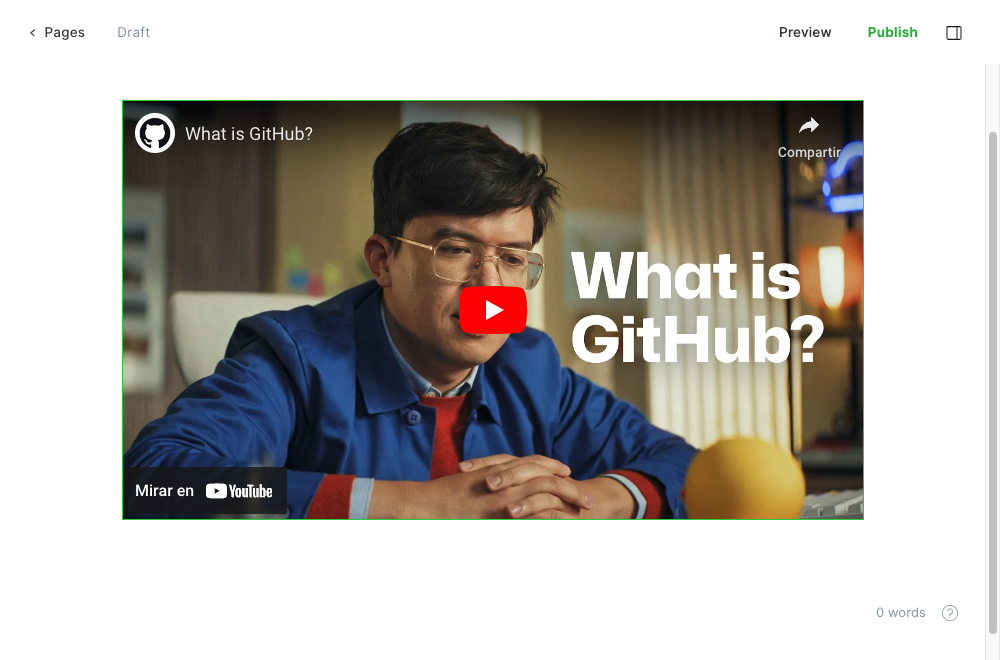 Pages
Draft
Preview
Publish
What is GitHub?
Compartir
What is
GitHub?
Mirar en YouTube
0 words
?